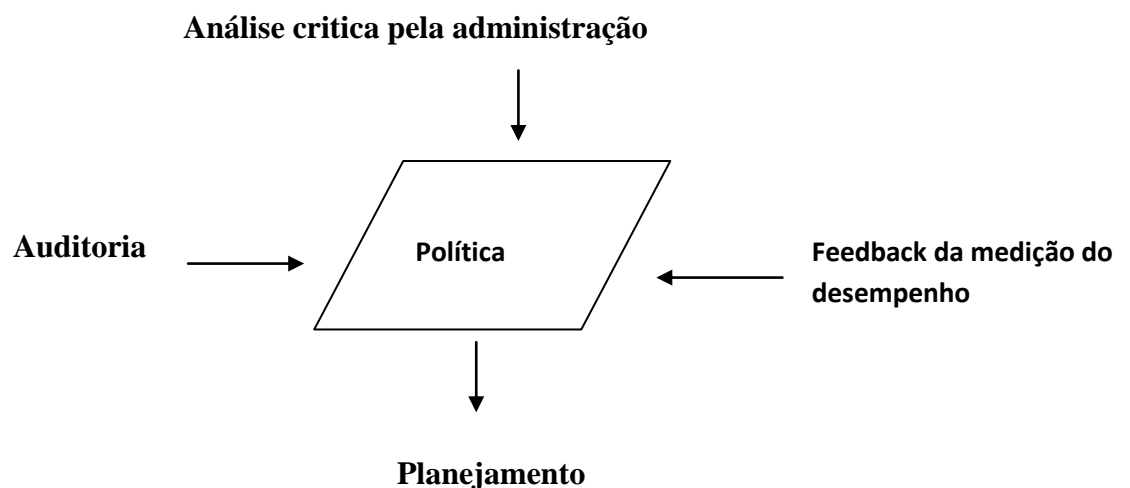 Análise critica pela administração
Auditoria
Política
Feedback da medição do
desempenho
Planejamento